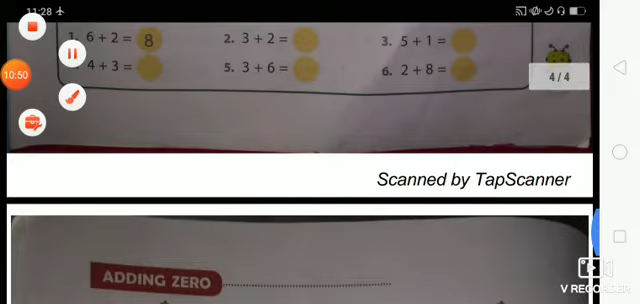 11:28
1. 6 + 2 = 8
2. 3 + 2 =
3. 5 + 1 =
4 + 3 =
5. 3 + 6 =
6. 2 + 8 =
10:50
4 / 4
Scanned by TapScanner
ADDING ZERO
V RECORDER